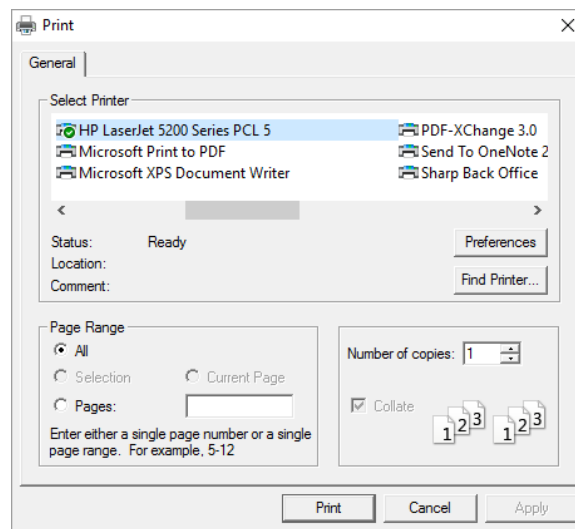 Print
General
Select Printer
HP LaserJet 5200 Series PCL 5
PDF-XChange 3.0
Microsoft Print to PDF
Send To OneNote 2
Microsoft XPS Document Writer
Sharp Back Office
Status: Ready
Preferences
Location:
Comment:
Find Printer...
Page Range
All
Selection
Current Page
Pages:
Enter either a single page number or a single
page range. For example, 5-12
Number of copies: 1
Collate
1 2 3 1 2 3
Print
Cancel
Apply